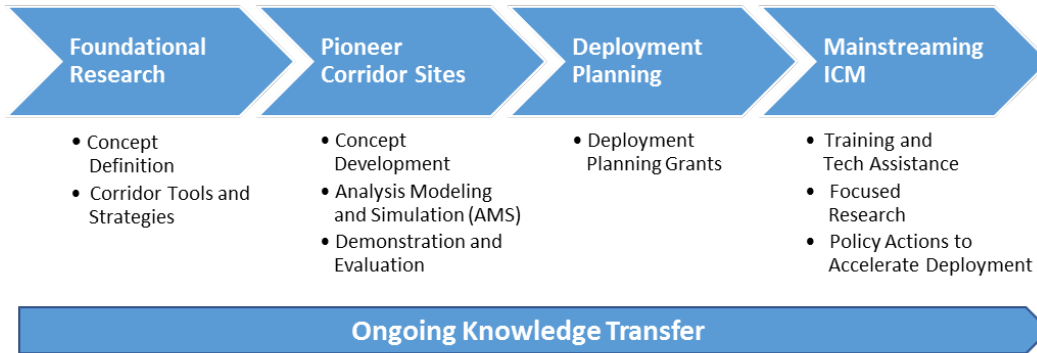 Foundational
Research
Pioneer
Corridor Sites
Deployment
Planning
Mainstreaming
ICM
• Concept
Definition
• Corridor Tools and
Strategies
• Concept
Development
• Analysis Modeling
and Simulation (AMS)
• Demonstration and
Evaluation
• Deployment
Planning Grants
• Training and
Tech Assistance
• Focused
Research
• Policy Actions to
Accelerate Deployment
Ongoing Knowledge Transfer